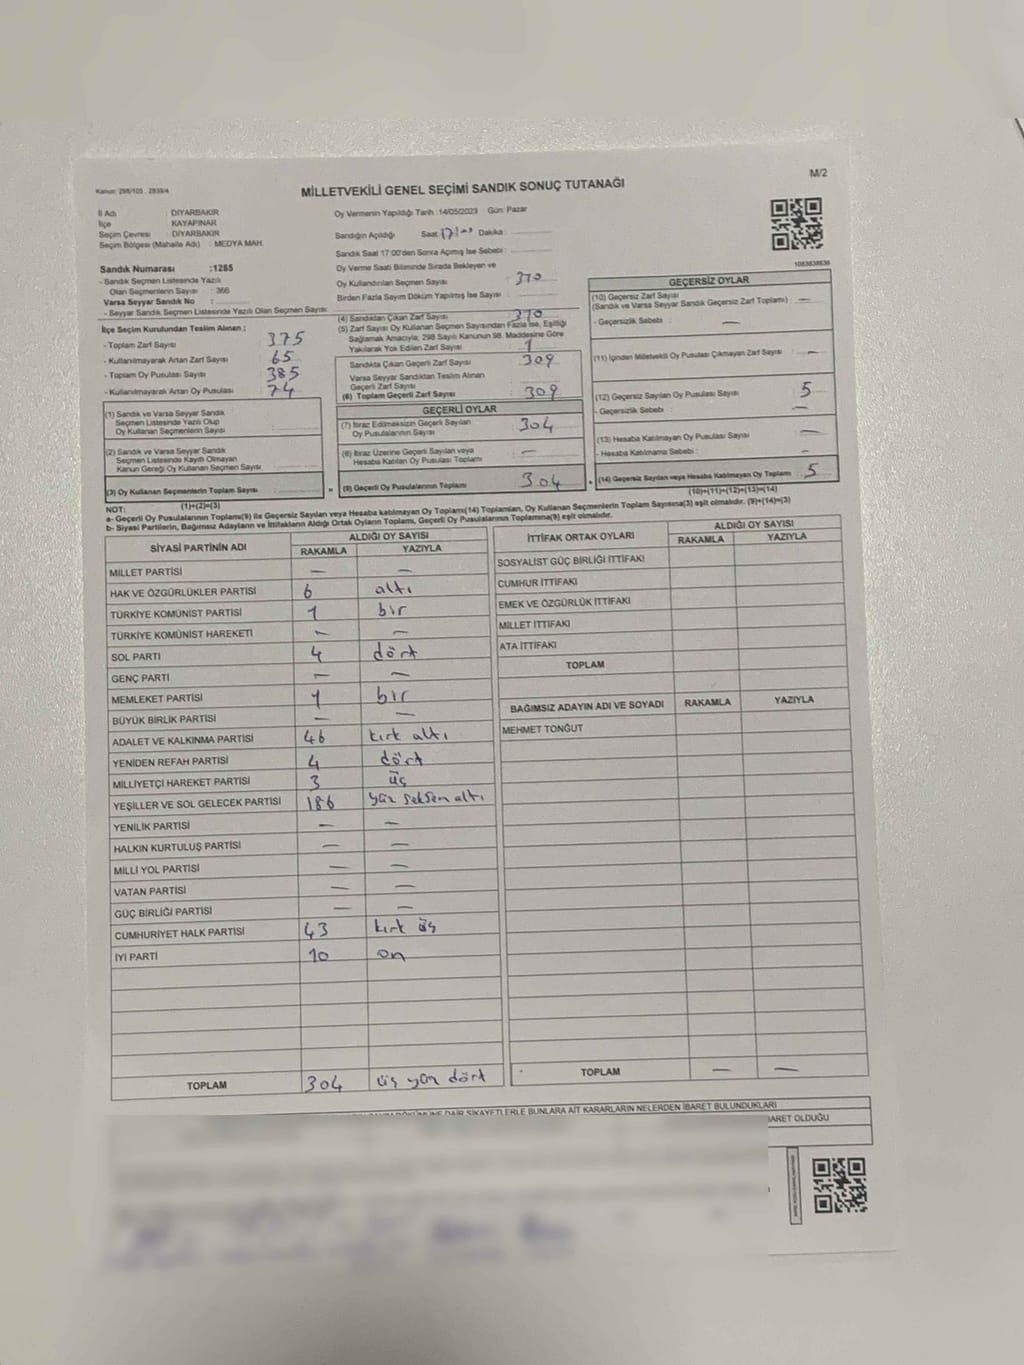 M/2
Kanun: 298/105 , 2839/4
MİLLETVEKİLİ GENEL SEÇİMİ SANDIK SONUÇ TUTANAĞI
İl Adı : DİYARBAKIR
İlçe : KAYAPINAR
Seçim Çevresi : DİYARBAKIR
Seçim Bölgesi (Mahalle Adı) : MEDYA MAH.
Sandık Numarası :1285
- Sandık Seçmen Listesinde Yazılı
Olan Seçmenlerin Sayısı : 366
Varsa Seyyar Sandık No :
- Seyyar Sandık Seçmen Listesinde Yazılı Olan Seçmen Sayısı:
Oy Vermenin Yapıldığı Tarih :14/05/2023 Gün: Pazar
Sandığın Açıldığı Saat: Dakika:
Sandık Saat 17:00'den Sonra Açılmış İse Sebebi :
Oy Verme Saati Bitiminde Sırada Bekleyen ve
Oy Kullandırılan Seçmen Sayısı : 310
Birden Fazla Sayım Döküm Yapılmış İse Sayısı :
1083838636
İlçe Seçim Kurulundan Teslim Alınan ;
- Toplam Zarf Sayısı : 375
- Kullanılmayarak Artan Zarf Sayısı : 65
- Toplam Oy Pusulası Sayısı : 385
- Kullanılmayarak Artan Oy Pusulası : 74
(1) Sandık ve Varsa Seyyar Sandık
Seçmen Listesinde Yazılı Olup
Oy Kullanan Seçmenlerin Sayısı :
(2) Sandık ve Varsa Seyyar Sandık
Seçmen Listesinde Kayıtlı Olmayan
Kanun Gereği Oy Kullanan Seçmen Sayısı :
(3) Oy Kullanan Seçmenlerin Toplam Sayısı :
(1)+(2)=(3)
(4) Sandıktan Çıkan Zarf Sayısı : 310
(5) Zarf Sayısı Oy Kullanan Seçmen Sayısından Fazla İse, Eşitliği
Sağlamak Amacıyla, 298 Sayılı Kanunun 98. Maddesine Göre
Yakılarak Yok Edilen Zarf Sayısı : 1
Sandıkta Çıkan Geçerli Zarf Sayısı : 309
Varsa Seyyar Sandıktan Teslim Alınan
Geçerli Zarf Sayısı :
(6) Toplam Geçerli Zarf Sayısı : 309
GEÇERLİ OYLAR
(7) İtiraz Edilmeksizin Geçerli Sayılan
Oy Pusulalarının Sayısı : 304
(8) İtiraz Üzerine Geçerli Sayılan veya
Hesaba Katılan Oy Pusulası Toplamı : —
= (9) Geçerli Oy Pusulalarının Toplamı : 304
GEÇERSİZ OYLAR
(10) Geçersiz Zarf Sayısı
(Sandık ve Varsa Seyyar Sandık Geçersiz Zarf Toplamı) : —
- Geçersizlik Sebebi : —
(11) İçinden Milletvekili Oy Pusulası Çıkmayan Zarf Sayısı : —
(12) Geçersiz Sayılan Oy Pusulası Sayısı : 5
- Geçersizlik Sebebi : —
(13) Hesaba Katılmayan Oy Pusulası Sayısı : —
- Hesaba Katılmama Sebebi : —
+ (14) Geçersiz Sayılan veya Hesaba Katılmayan Oy Toplamı : 5
(10)+(11)+(12)+(13)=(14)
NOT:
a- Geçerli Oy Pusulalarının Toplamı(9) ile Geçersiz Sayılan veya Hesaba katılmayan Oy Toplamı(14) Toplamları, Oy Kullanan Seçmenlerin Toplam Sayısına(3) eşit olmalıdır. (9)+(14)=(3)
b- Siyasi Partilerin, Bağımsız Adayların ve İttifakların Aldığı Ortak Oyların Toplamı, Geçerli Oy Pusulalarının Toplamına(9) eşit olmalıdır.
SİYASİ PARTİNİN ADI ALDIĞI OY SAYISI
RAKAMLA YAZIYLA
MİLLET PARTİSİ — —
HAK VE ÖZGÜRLÜKLER PARTİSİ 6 altı
TÜRKİYE KOMÜNİST PARTİSİ 1 bir
TÜRKİYE KOMÜNİST HAREKETİ — —
SOL PARTİ 4 dört
GENÇ PARTİ — —
MEMLEKET PARTİSİ 1 bir
BÜYÜK BİRLİK PARTİSİ — —
ADALET VE KALKINMA PARTİSİ 46 kırk altı
YENİDEN REFAH PARTİSİ 4 dört
MİLLİYETÇİ HAREKET PARTİSİ 3 üç
YEŞİLLER VE SOL GELECEK PARTİSİ 186 yüz seksen altı
YENİLİK PARTİSİ — —
HALKIN KURTULUŞ PARTİSİ — —
MİLLİ YOL PARTİSİ — —
VATAN PARTİSİ — —
GÜÇ BİRLİĞİ PARTİSİ — —
CUMHURİYET HALK PARTİSİ 43 kırk üç
İYİ PARTİ 10 on
TOPLAM 304 üç yüz dört
İTTİFAK ORTAK OYLARI ALDIĞI OY SAYISI
RAKAMLA YAZIYLA
SOSYALİST GÜÇ BİRLİĞİ İTTİFAKI
CUMHUR İTTİFAKI
EMEK VE ÖZGÜRLÜK İTTİFAKI
MİLLET İTTİFAKI
ATA İTTİFAKI
TOPLAM
BAĞIMSIZ ADAYIN ADI VE SOYADI RAKAMLA YAZIYLA
MEHMET TONĞUT
TOPLAM — —
DÖKÜMÜNE DAİR ŞİKAYETLERLE BUNLARA AİT KARARLARIN NELERDEN İBARET BULUNDUKLARI
İBARET OLDUĞU